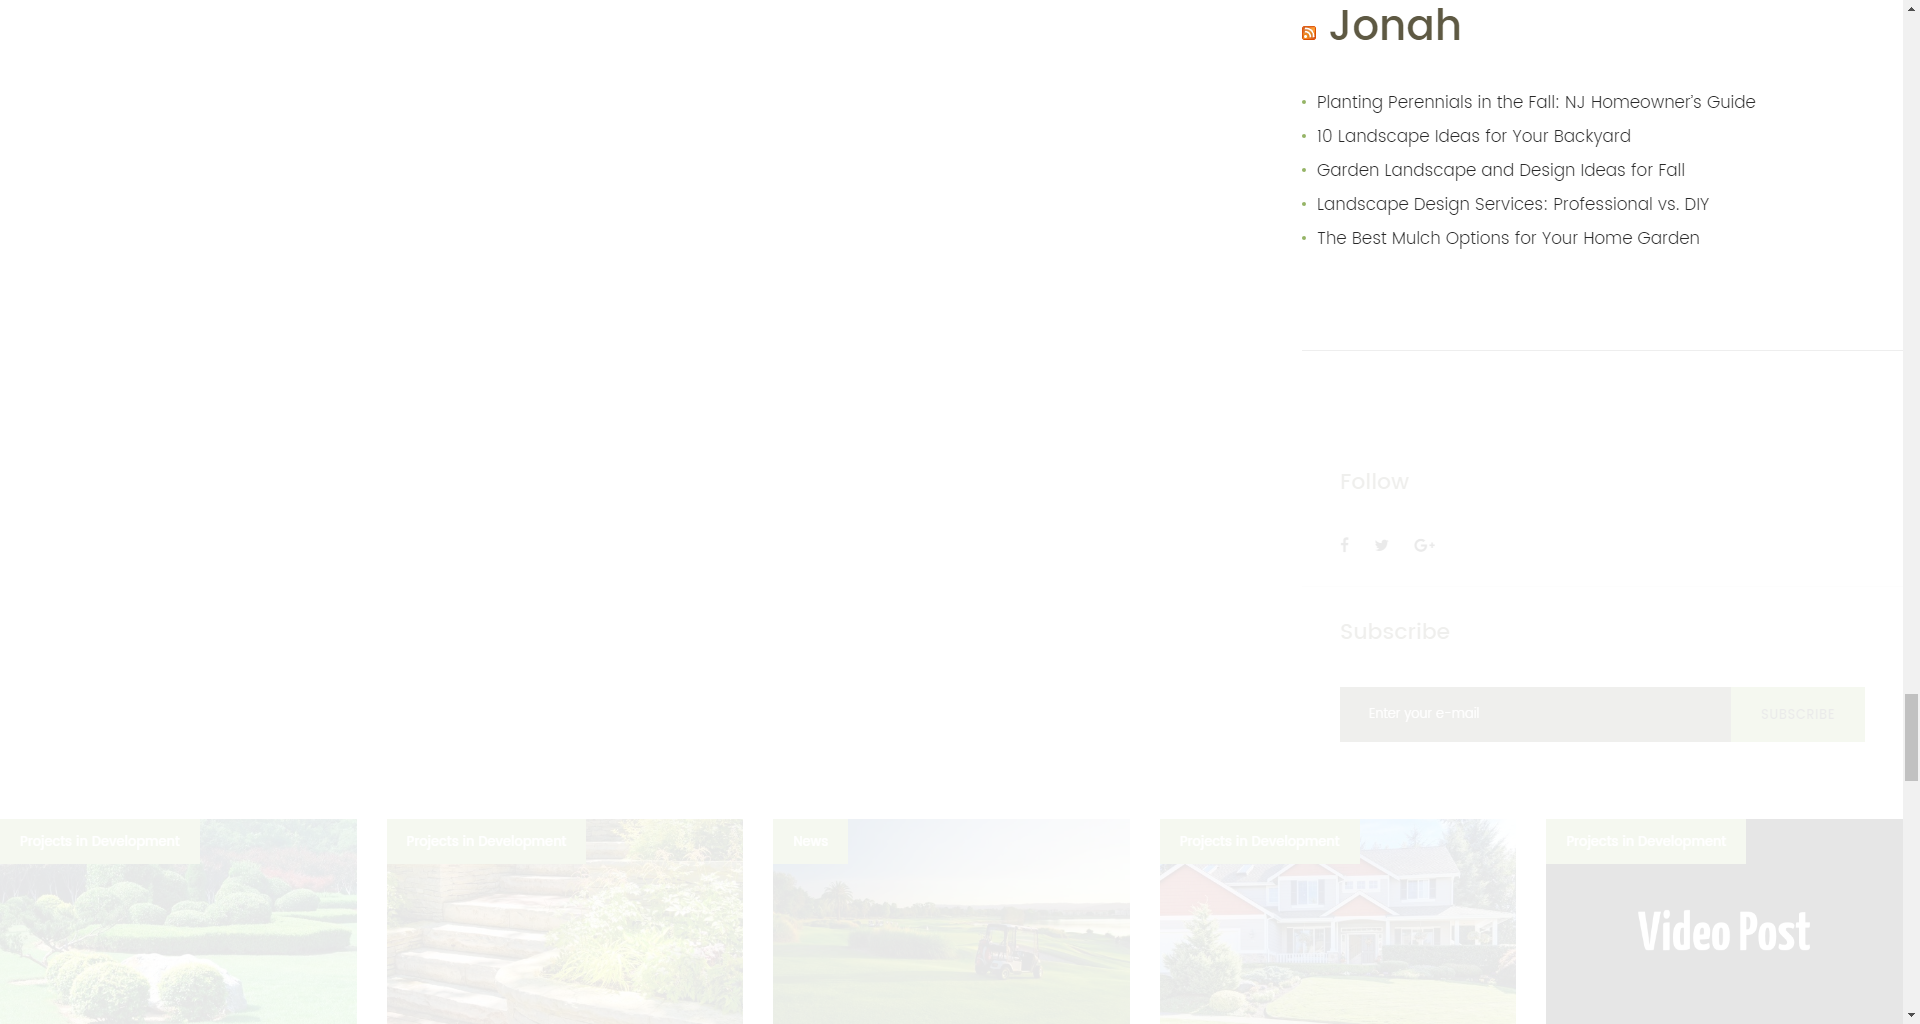 Jonah
Planting Perennials in the Fall: NJ Homeowner’s Guide
10 Landscape Ideas for Your Backyard
Garden Landscape and Design Ideas for Fall
Landscape Design Services: Professional vs. DIY
The Best Mulch Options for Your Home Garden
Follow
Subscribe
Enter your e-mail
SUBSCRIBE
Projects in Development
Projects in Development
News
Projects in Development
Projects in Development
Video Post